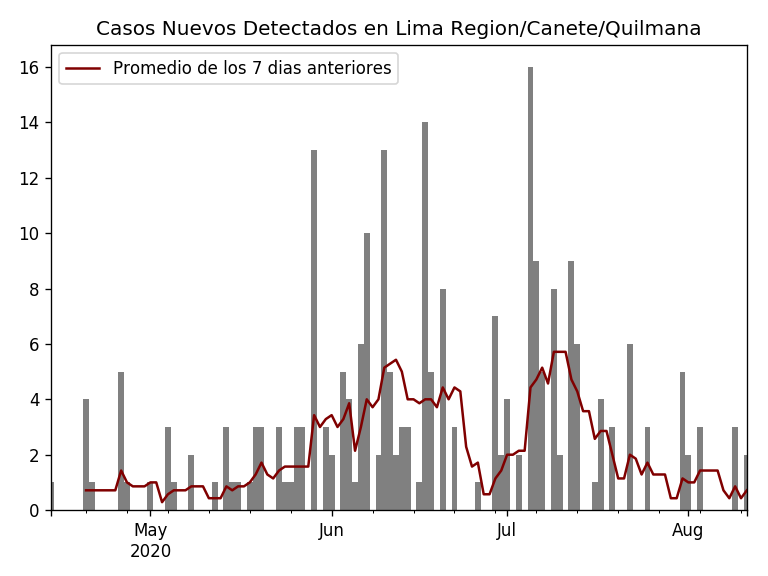 Casos Nuevos Detectados en Lima Region/Canete/Quilmana
Promedio de los 7 dias anteriores
16
14
12
10
8
6
4
2
0
May
2020
Jun
Jul
Aug